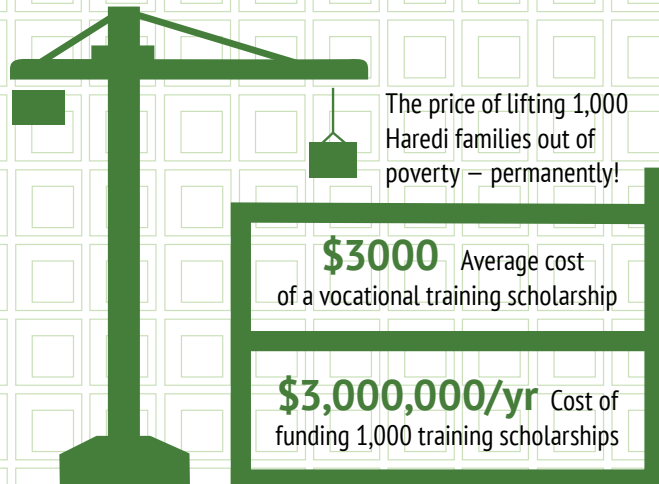 The price of lifting 1,000
Haredi families out of
poverty – permanently!
$3000 Average cost
of a vocational training scholarship
$3,000,000/yr Cost of
funding 1,000 training scholarships